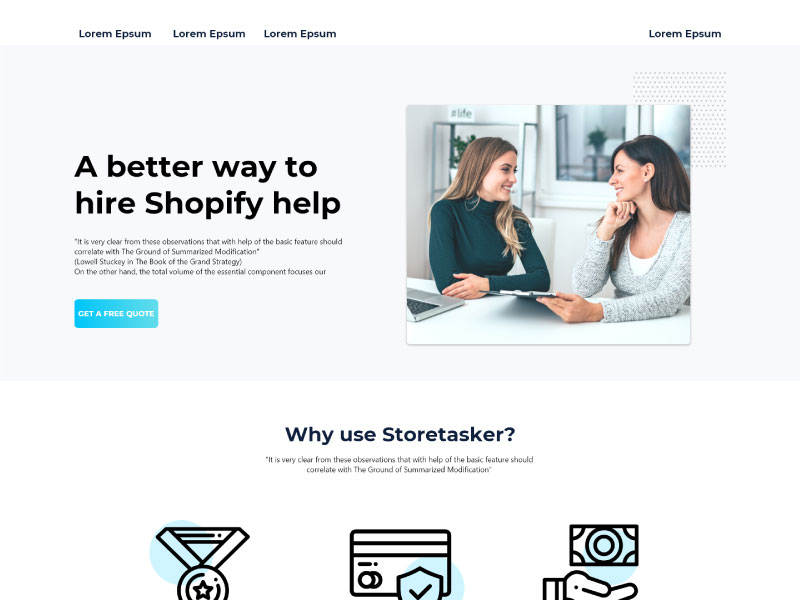 Lorem Epsum Lorem Epsum Lorem Epsum Lorem Epsum
#life
A better way to
hire Shopify help
"It is very clear from these observations that with help of the basic feature should
correlate with The Ground of Summarized Modification"
(Lowell Stuckey in The Book of the Grand Strategy)
On the other hand, the total volume of the essential component focuses our
GET A FREE QUOTE
Why use Storetasker?
"It is very clear from these observations that with help of the basic feature should
correlate with The Ground of Summarized Modification"